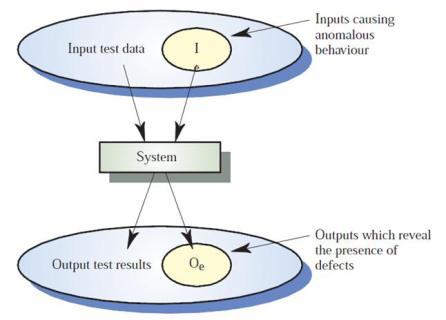 Inputs causing
anomalous
behaviour
Input test data
I
e
System
Outputs which reveal
the presence of
defects
Output test results
Oe